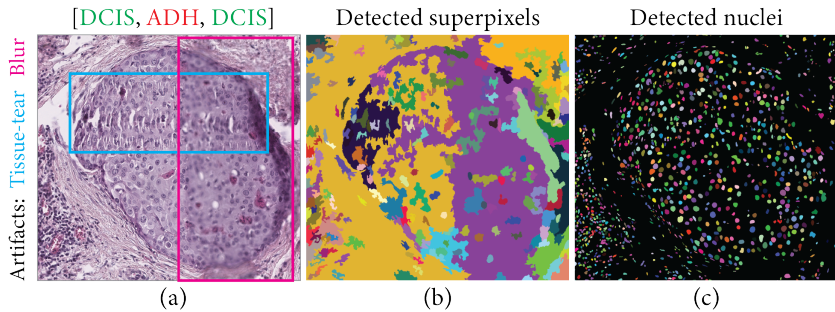 [DCIS, ADH, DCIS]
Detected superpixels
Detected nuclei
Artifacts: Tissue-tear Blur
(a)
(b)
(c)